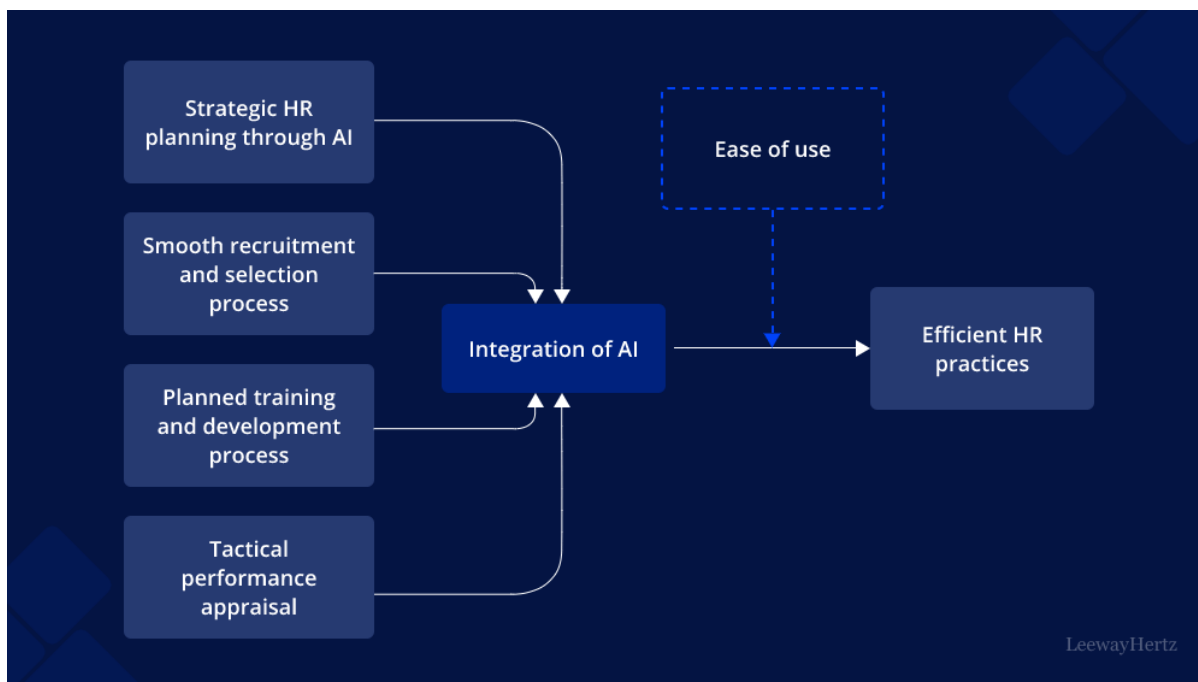 Strategic HR
planning through AI
Ease of use
Smooth recruitment
and selection
process
Integration of AI
Efficient HR
practices
Planned training
and development
process
Tactical
performance
appraisal
LeewayHertz